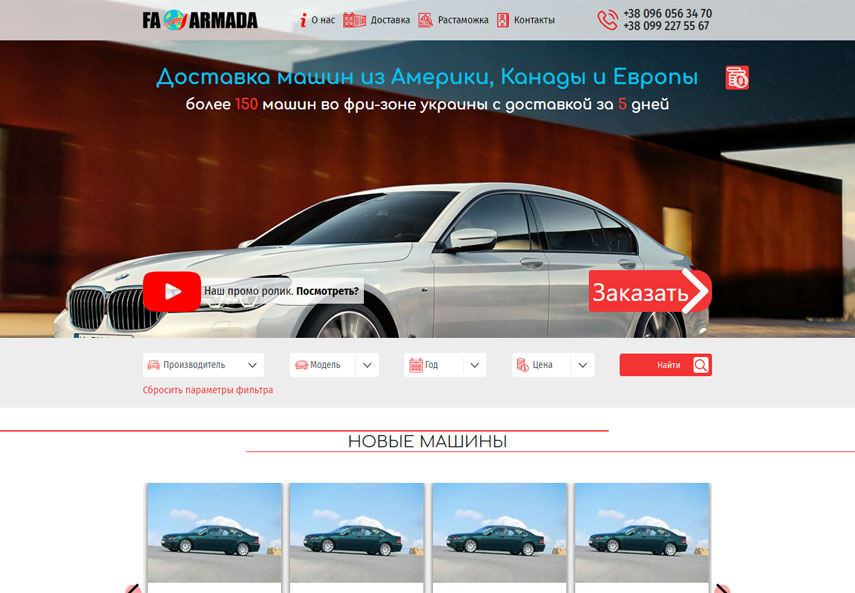 FA ARMADA
О нас
Доставка
Растаможка
Контакты
+38 096 056 34 70
+38 099 227 55 67
Доставка машин из Америки, Канады и Европы
более 150 машин во фри-зоне украины с доставкой за 5 дней
Наш промо ролик. Посмотреть?
Заказать
Производитель
Модель
Год
Цена
Найти
Сбросить параметры фильтра
НОВЫЕ МАШИНЫ